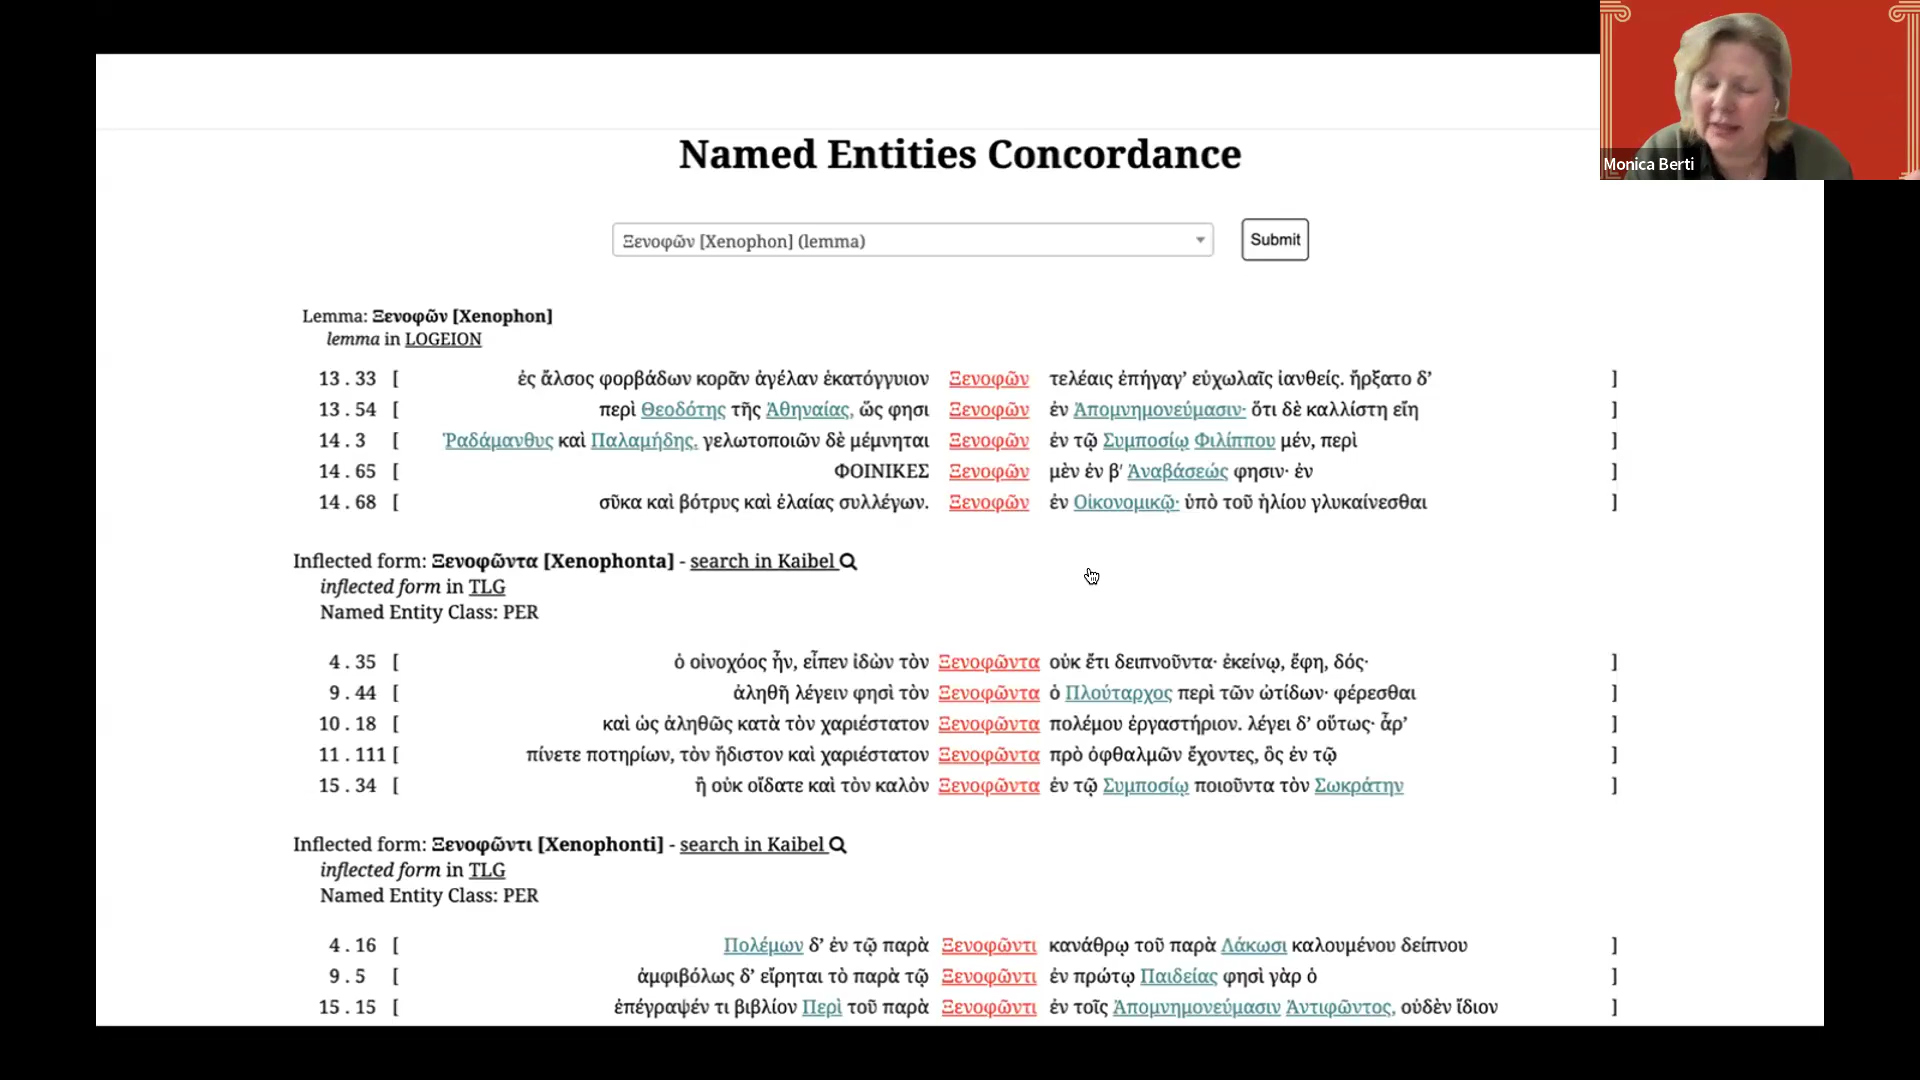 Monica Berti
Named Entities Concordance
Ξενοφῶν [Xenophon] (lemma)
Submit
Lemma: Ξενοφῶν [Xenophon]
lemma in LOGEION
13 . 33 [ ἐς ἄλσος φορβάδων κορᾶν ἀγέλαν ἑκατόγγυιον Ξενοφῶν τελέαις ἐπήγαγ’ εὐχωλαῖς ἰανθείς. ἤρξατο δ’ ]
13 . 54 [ περὶ Θεοδότης τῆς Ἀθηναίας, ὥς φησι Ξενοφῶν ἐν Ἀπομνημονεύμασιν· ὅτι δὲ καλλίστη εἴη ]
14 . 3 [ Ῥαδάμανθυς καὶ Παλαμήδης. γελωτοποιῶν δὲ μέμνηται Ξενοφῶν ἐν τῷ Συμποσίῳ Φιλίππου μέν, περὶ ]
14 . 65 [ ΦΟΙΝΙΚΕΣ Ξενοφῶν μὲν ἐν βʹ Ἀναβάσεώς φησιν· ἐν ]
14 . 68 [ σῦκα καὶ βότρυς καὶ ἐλαίας συλλέγων. Ξενοφῶν ἐν Οἰκονομικῷ· ὑπὸ τοῦ ἡλίου γλυκαίνεσθαι ]
Inflected form: Ξενοφῶντα [Xenophonta] - search in Kaibel
inflected form in TLG
Named Entity Class: PER
4 . 35 [ ὁ οἰνοχόος ἦν, εἶπεν ἰδὼν τὸν Ξενοφῶντα οὐκ ἔτι δειπνοῦντα· ἐκείνῳ, ἔφη, δός· ]
9 . 44 [ ἀληθῆ λέγειν φησὶ τὸν Ξενοφῶντα ὁ Πλούταρχος περὶ τῶν ὠτίδων· φέρεσθαι ]
10 . 18 [ καὶ ὡς ἀληθῶς κατὰ τὸν χαριέστατον Ξενοφῶντα πολέμου ἐργαστήριον. λέγει δ’ οὕτως· ἆρ’ ]
11 . 111 [ πίνετε ποτηρίων, τὸν ἥδιστον καὶ χαριέστατον Ξενοφῶντα πρὸ ὀφθαλμῶν ἔχοντες, ὃς ἐν τῷ ]
15 . 34 [ ἢ οὐκ οἴδατε καὶ τὸν καλὸν Ξενοφῶντα ἐν τῷ Συμποσίῳ ποιοῦντα τὸν Σωκράτην ]
Inflected form: Ξενοφῶντι [Xenophonti] - search in Kaibel
inflected form in TLG
Named Entity Class: PER
4 . 16 [ Πολέμων δ’ ἐν τῷ παρὰ Ξενοφῶντι κανάθρῳ τοῦ παρὰ Λάκωσι καλουμένου δείπνου ]
9 . 5 [ ἀμφιβόλως δ’ εἴρηται τὸ παρὰ τῷ Ξενοφῶντι ἐν πρώτῳ Παιδείας φησὶ γὰρ ὁ ]
15 . 15 [ ἐπέγραψέν τι βιβλίον Περὶ τοῦ παρὰ Ξενοφῶντι ἐν τοῖς Ἀπομνημονεύμασιν Ἀντιφῶντος, οὐδὲν ἴδιον ]